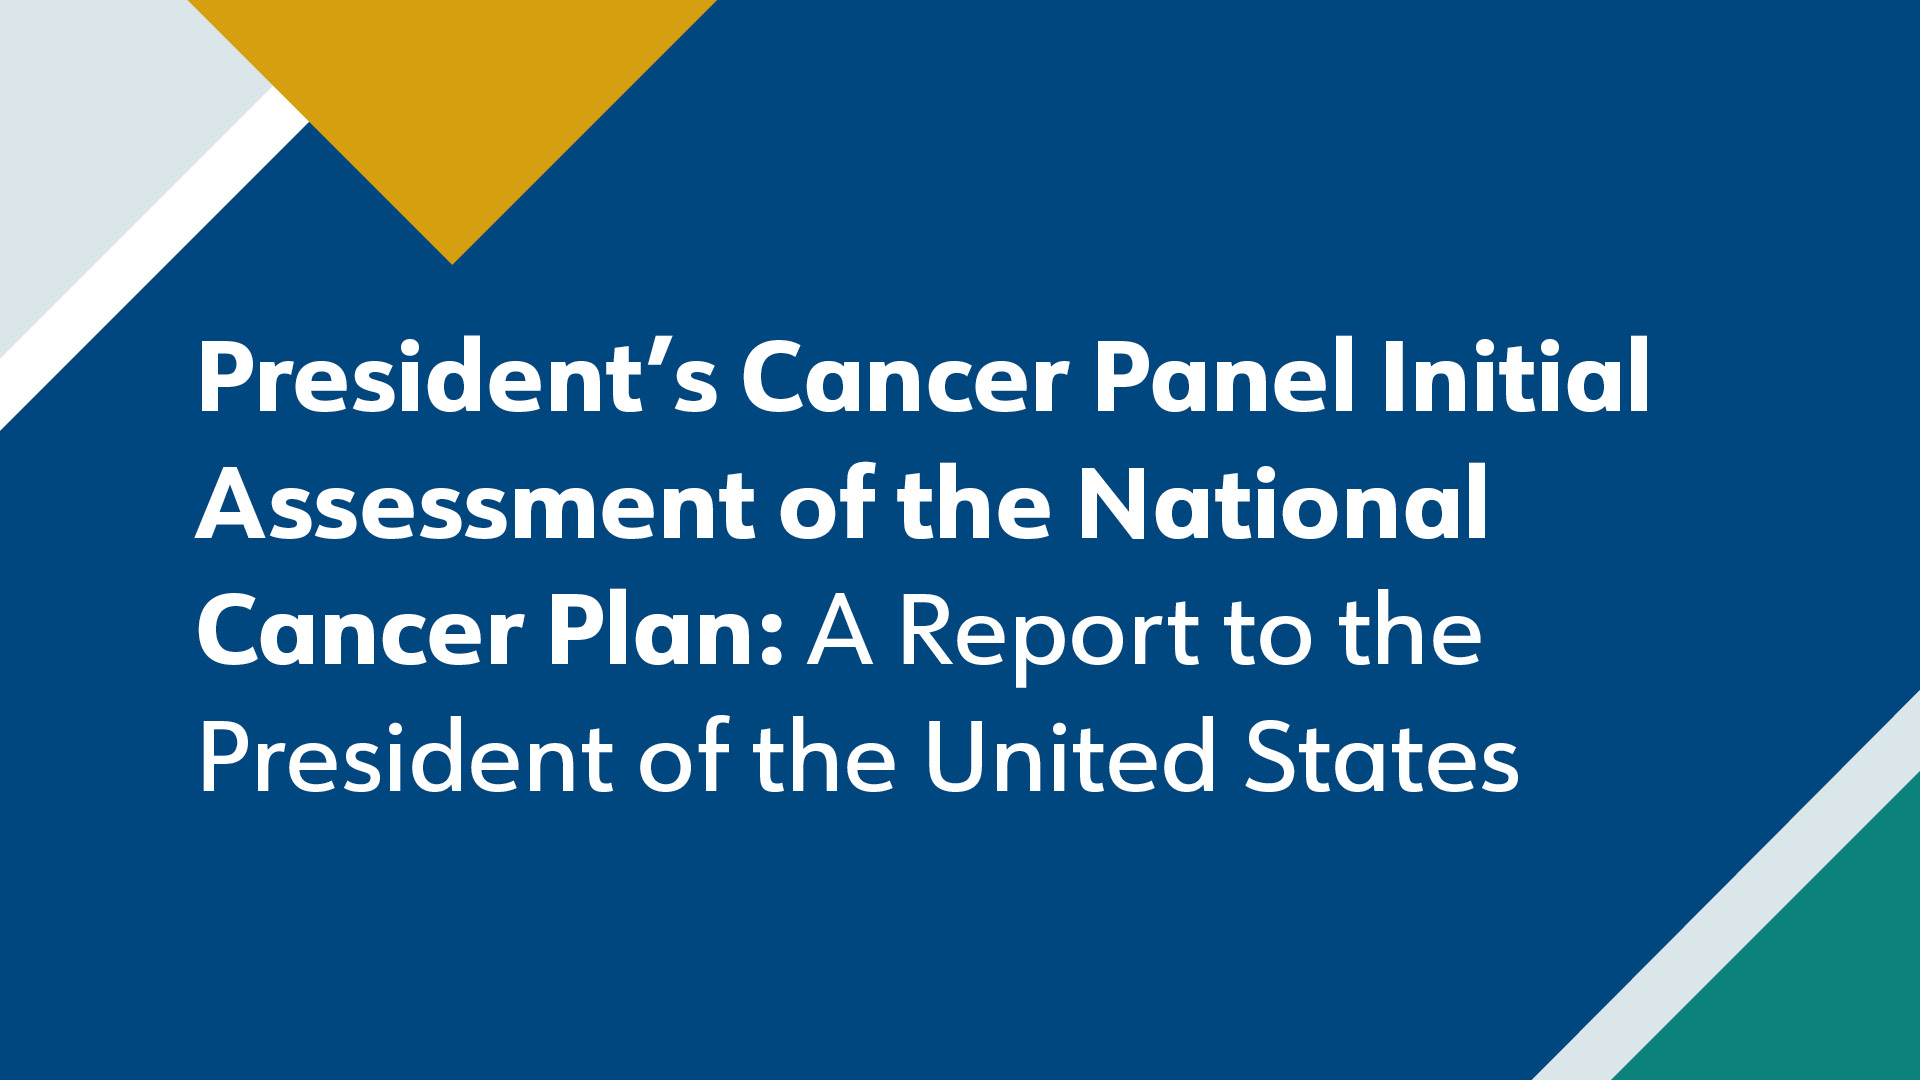 President’s Cancer Panel Initial
Assessment of the National
Cancer Plan: A Report to the
President of the United States